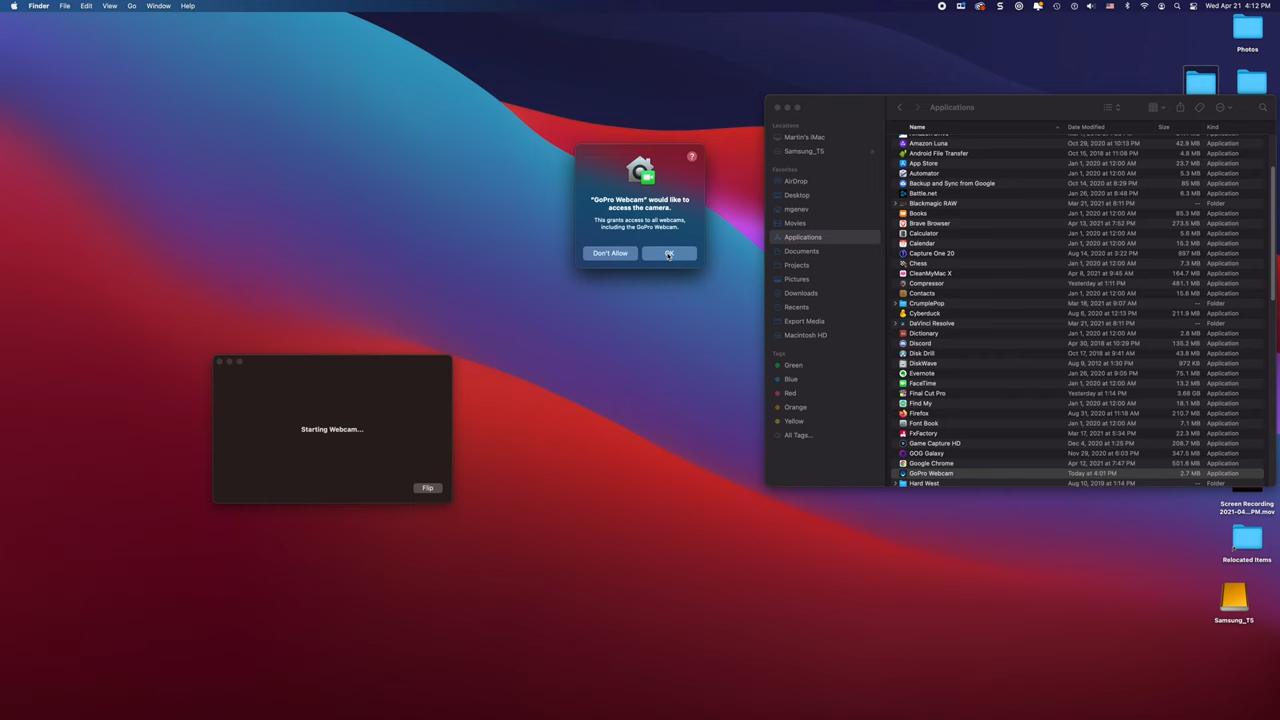 Finder File Edit View Go Window Help
Wed Apr 21 4:12 PM
Photos
Applications
Locations
Martin's iMac
Samsung_T5
Favorites
AirDrop
Desktop
mgenev
Movies
Applications
Documents
Projects
Pictures
Downloads
Recents
Export Media
Macintosh HD
Tags
Green
Blue
Red
Orange
Yellow
All Tags...
Name Date Modified Size Kind
Amazon Luna Oct 29, 2020 at 10:13 PM 42.9 MB Application
Android File Transfer Oct 15, 2018 at 11:08 AM 4.8 MB Application
App Store Jan 1, 2020 at 12:00 AM 23.7 MB Application
Automator Jan 1, 2020 at 12:00 AM 6.9 MB Application
Backup and Sync from Google Oct 14, 2020 at 8:29 PM 85 MB Application
Battle.net Jan 26, 2020 at 8:48 PM 6.3 MB Application
Blackmagic RAW Mar 21, 2021 at 8:11 PM -- Folder
Books Jan 1, 2020 at 12:00 AM 85.3 MB Application
Brave Browser Mar 13, 2021 at 7:52 PM 273.5 MB Application
Calculator Jan 1, 2020 at 12:00 AM 5.8 MB Application
Calendar Jan 1, 2020 at 12:00 AM 15.2 MB Application
Capture One 20 Apr 2, 2021 at 3:22 PM 897 MB Application
Chess Jan 1, 2020 at 12:00 AM 7.3 MB Application
CleanMyMac X Apr 8, 2021 at 9:45 AM 164.7 MB Application
Compressor Yesterday at 1:11 PM 481.1 MB Application
Contacts Jan 1, 2020 at 12:00 AM 15.8 MB Application
CrumplePop Mar 18, 2021 at 9:07 AM -- Folder
Cyberduck Aug 6, 2020 at 12:13 PM 211.9 MB Application
DaVinci Resolve Mar 21, 2021 at 8:11 PM -- Folder
Dictionary Jan 1, 2020 at 12:00 AM 2.8 MB Application
Discord Apr 30, 2018 at 10:29 PM 135.2 MB Application
Disk Drill Oct 17, 2018 at 9:41 AM 43.8 MB Application
DiskWave Aug 9, 2012 at 1:30 PM 972 KB Application
Evernote Jan 26, 2020 at 9:05 PM 75.1 MB Application
FaceTime Jan 1, 2020 at 12:00 AM 13.2 MB Application
Final Cut Pro Yesterday at 1:14 PM 3.68 GB Application
Find My Jan 1, 2020 at 12:00 AM 18.1 MB Application
Firefox Aug 31, 2020 at 11:18 AM 210.7 MB Application
Font Book Jan 1, 2020 at 12:00 AM 7.1 MB Application
FxFactory Mar 17, 2021 at 5:34 PM 22.3 MB Application
Game Capture HD Dec 4, 2020 at 1:25 PM 208.7 MB Application
GOG Galaxy Nov 29, 2020 at 6:03 PM 347.5 MB Application
Google Chrome Apr 12, 2021 at 7:47 PM 501.6 MB Application
GoPro Webcam Today at 4:01 PM 2.7 MB Application
Hard West Aug 10, 2019 at 1:14 PM -- Folder
"GoPro Webcam" would like to
access the camera.
This grants access to all webcams,
including the GoPro Webcam.
Don't Allow OK
Starting Webcam...
Flip
Screen Recording
2021-04...PM.mov
Relocated Items
Samsung_T5